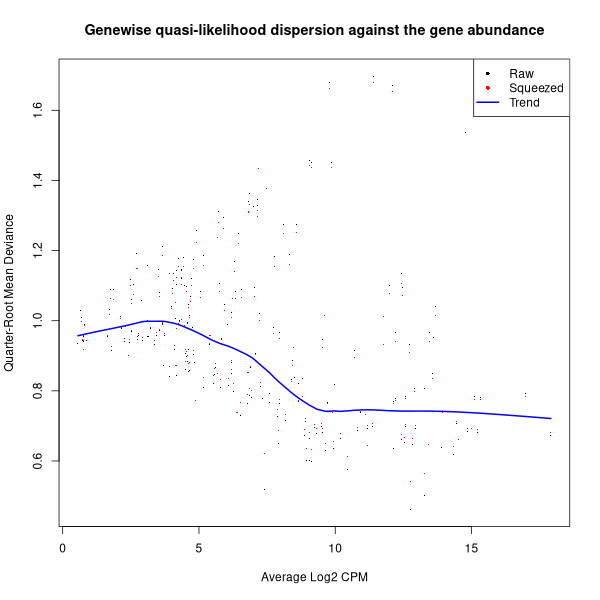 Genewise quasi-likelihood dispersion against the gene abundance
Raw
Squeezed
Trend
Quarter-Root Mean Deviance
1.6
1.4
1.2
1.0
0.8
0.6
0 5 10 15
Average Log2 CPM